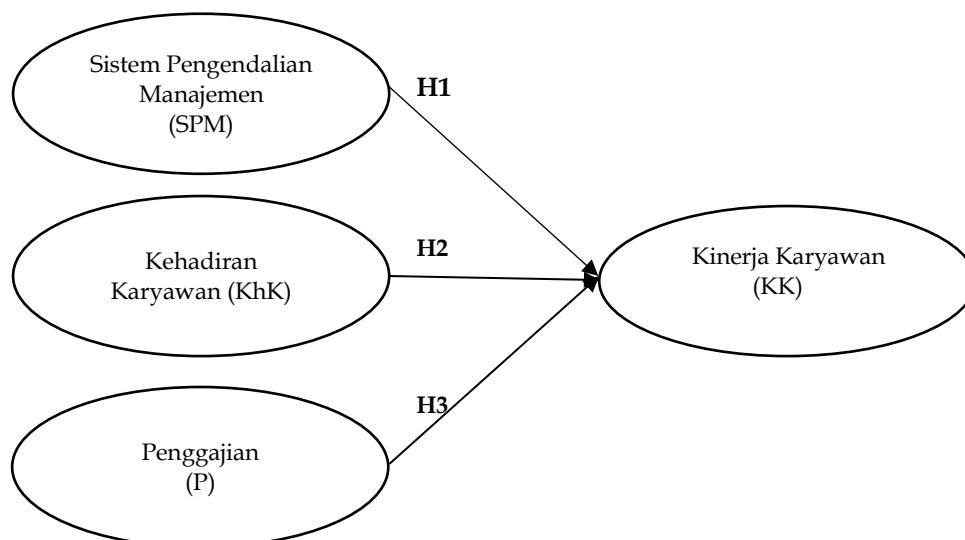 Sistem Pengendalian
Manajemen
(SPM)
H1
Kehadiran
Karyawan (KhK)
H2
Kinerja Karyawan
(KK)
H3
Penggajian
(P)